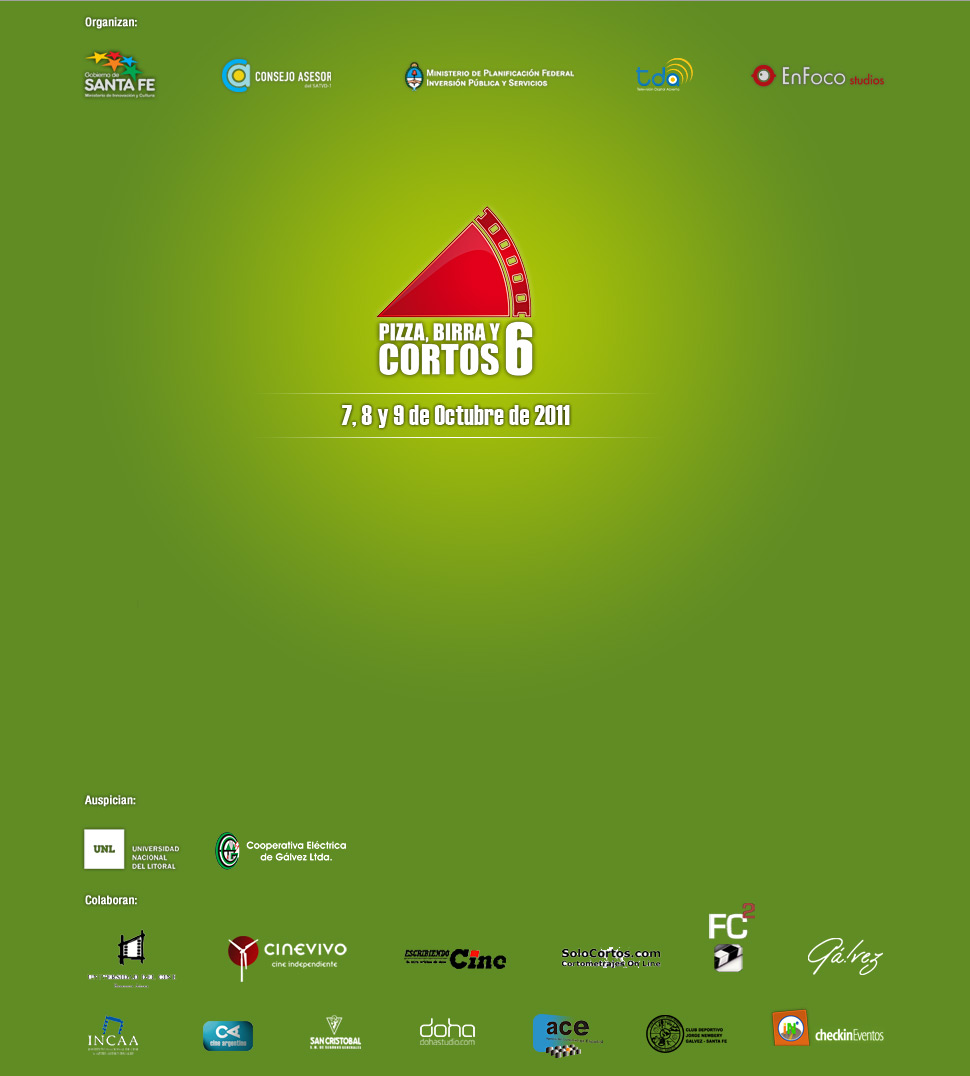 Organizan:
Gobierno de
SANTA FE
Ministerio de Innovación y Cultura
CONSEJO ASESOR
del SATVD-T
MINISTERIO DE PLANIFICACIÓN FEDERAL
INVERSIÓN PÚBLICA Y SERVICIOS
tda
Televisión Digital Abierta
EnFoco studios
PIZZA, BIRRA Y
CORTOS 6
7, 8 y 9 de Octubre de 2011
Auspician:
UNL
UNIVERSIDAD
NACIONAL
DEL LITORAL
Cooperativa Eléctrica
de Gálvez Ltda.
Colaboran:
CINEVIVO
cine independiente
ESCRIBIENDO
Cine
SoloCortos.com
Cortometrajes On Line
FC2
Gálvez
INCAA
CA
cine argentino
SAN CRISTOBAL
doha
dohastudio.com
ace
CLUB DEPORTIVO
JORGE NEWBERY
GALVEZ - SANTA FE
checkinEventos